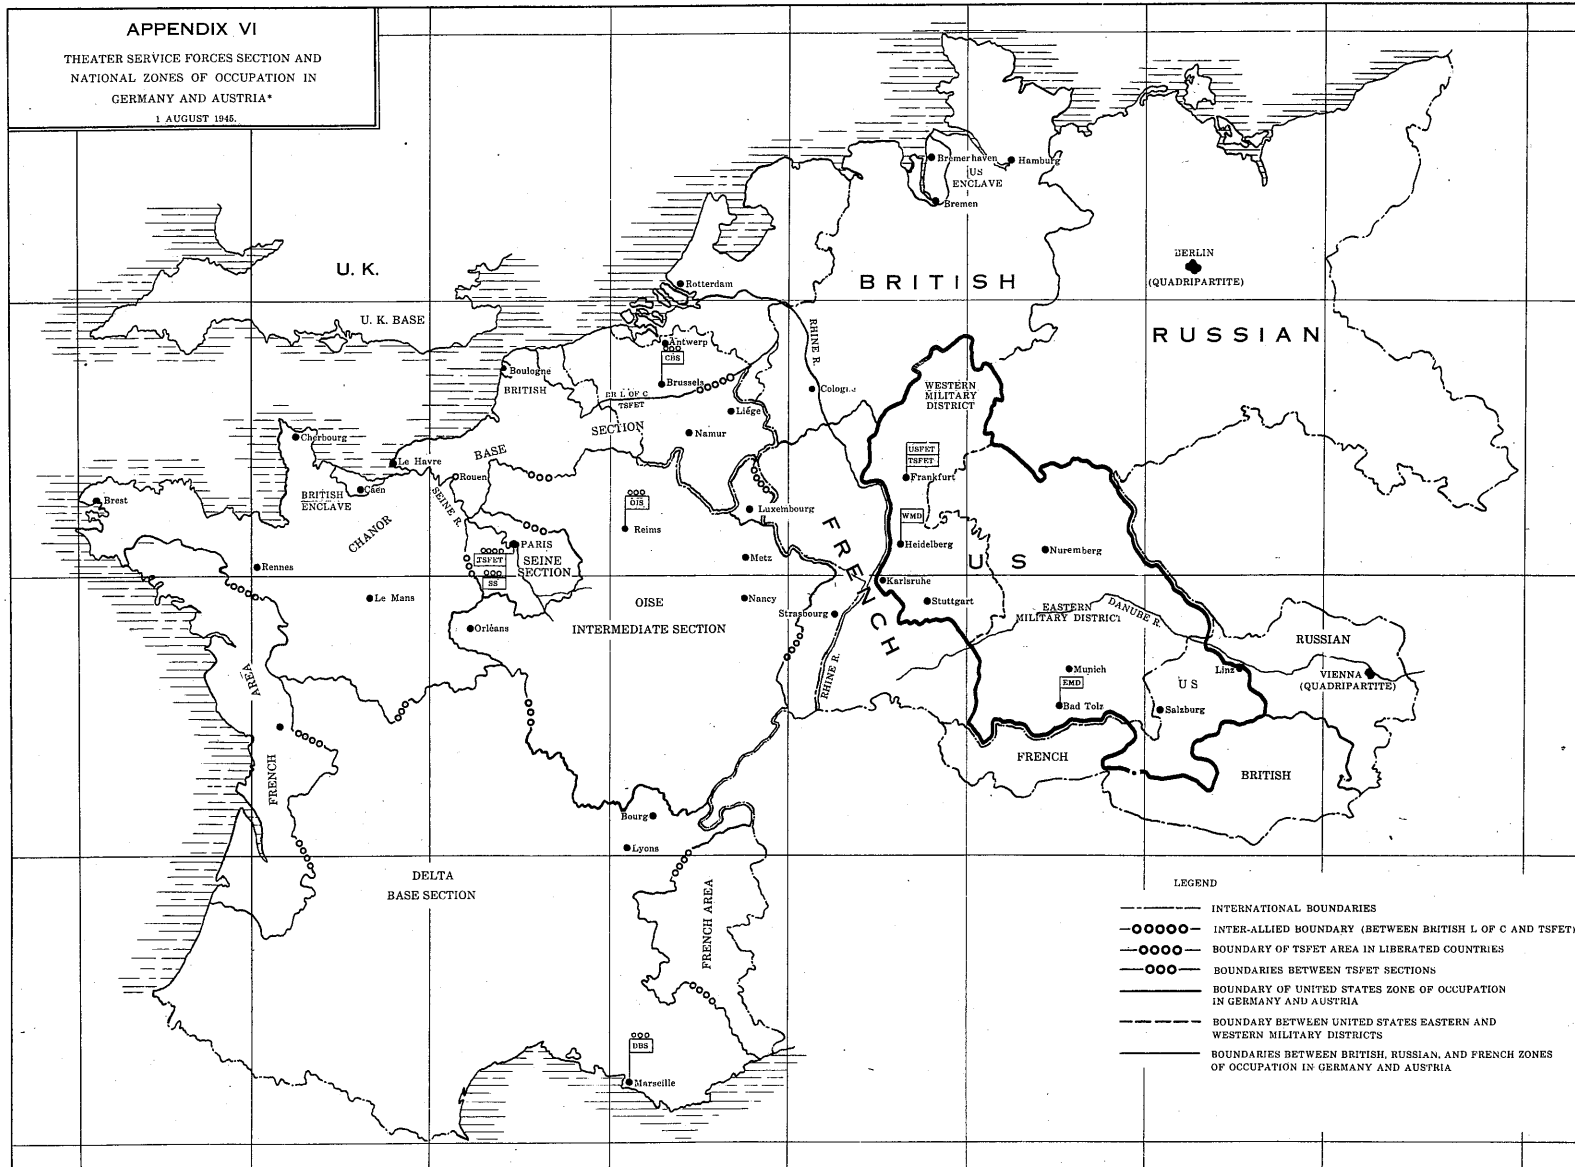 APPENDIX VI
THEATER SERVICE FORCES SECTION AND
NATIONAL ZONES OF OCCUPATION IN
GERMANY AND AUSTRIA*
1 AUGUST 1945.
Bremerhaven
Hamburg
US
ENCLAVE
Bremen
U. K.
BERLIN
(QUADRIPARTITE)
BRITISH
Rotterdam
U. K. BASE
RHINE R.
RUSSIAN
Antwerp
CBS
Boulogne
Brussels
BRITISH
WESTERN
MILITARY
DISTRICT
L OF C
TSFET
Liége
SECTION
Namur
Cherbourg
BASE
USFET
TSFET
Le Havre
Rouen
Frankfurt
Caen
BRITISH
ENCLAVE
SEINE R.
Brest
OIS
Luxembourg
WMD
CHANOR
Reims
FRENCH
PARIS
Heidelberg
Nuremberg
TSFET
SEINE
SECTION
Metz
US
Rennes
SS
Karlsruhe
Le Mans
OISE
Nancy
Stuttgart
Strasbourg
EASTERN
MILITARY DISTRICT
DANUBE R.
Orléans
INTERMEDIATE SECTION
RUSSIAN
AREA
RHINE R.
Munich
Linz
VIENNA
(QUADRIPARTITE)
EMD
US
Bad Tolz
Salzburg
FRENCH
FRENCH
BRITISH
Bourg
Lyons
DELTA
BASE SECTION
FRENCH AREA
DBS
Marseille
LEGEND
INTERNATIONAL BOUNDARIES
INTER-ALLIED BOUNDARY (BETWEEN BRITISH L OF C AND TSFET)
BOUNDARY OF TSFET AREA IN LIBERATED COUNTRIES
BOUNDARIES BETWEEN TSFET SECTIONS
BOUNDARY OF UNITED STATES ZONE OF OCCUPATION
IN GERMANY AND AUSTRIA
BOUNDARY BETWEEN UNITED STATES EASTERN AND
WESTERN MILITARY DISTRICTS
BOUNDARIES BETWEEN BRITISH, RUSSIAN, AND FRENCH ZONES
OF OCCUPATION IN GERMANY AND AUSTRIA